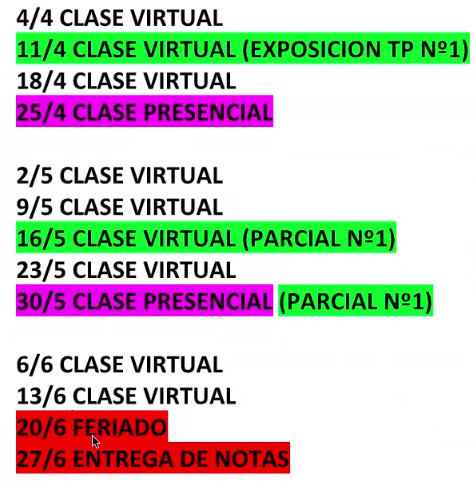 4/4 CLASE VIRTUAL
11/4 CLASE VIRTUAL (EXPOSICION TP Nº1)
18/4 CLASE VIRTUAL
25/4 CLASE PRESENCIAL
2/5 CLASE VIRTUAL
9/5 CLASE VIRTUAL
16/5 CLASE VIRTUAL (PARCIAL Nº1)
23/5 CLASE VIRTUAL
30/5 CLASE PRESENCIAL (PARCIAL Nº1)
6/6 CLASE VIRTUAL
13/6 CLASE VIRTUAL
20/6 FERIADO
27/6 ENTREGA DE NOTAS